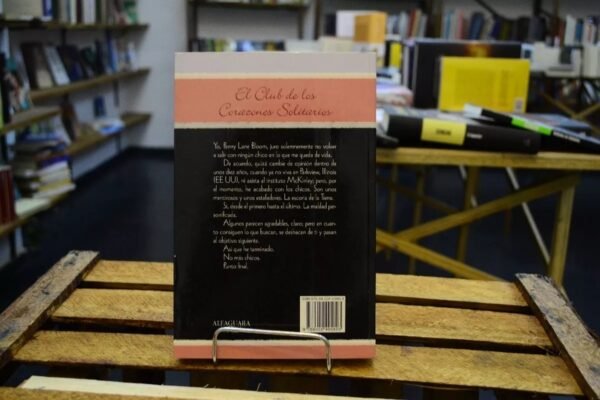 El Club de los
Corazones Solitarios
Yo, Penny Lane Bloom, juro solemnemente no volver
a salir con ningún chico en lo que me queda de vida.
De acuerdo, quizá cambie de opinión dentro de
unos diez años, cuando ya no viva en Parkview, Illinois
(EE UU), ni asista al instituto McKinley; pero, por
el momento, he acabado con los chicos. Son unos
mentirosos y unos estafadores. La escoria de la Tierra.
Sí, desde el primero hasta el último. La maldad per-
sonificada.
Algunos parecen agradables, claro; pero en cuan-
to consiguen lo que buscan, se deshacen de ti y pasan
al objetivo siguiente.
Así que he terminado.
No más chicos.
Punto final.
ALFAGUARA